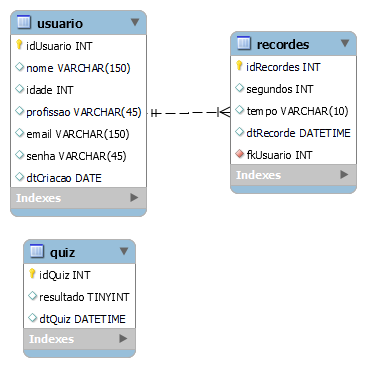 usuario
idUsuario INT
nome VARCHAR(150)
idade INT
profissao VARCHAR(45)
email VARCHAR(150)
senha VARCHAR(45)
dtCriacao DATE
Indexes
recordes
idRecordes INT
segundos INT
tempo VARCHAR(10)
dtRecorde DATETIME
fkUsuario INT
Indexes
quiz
idQuiz INT
resultado TINYINT
dtQuiz DATETIME
Indexes